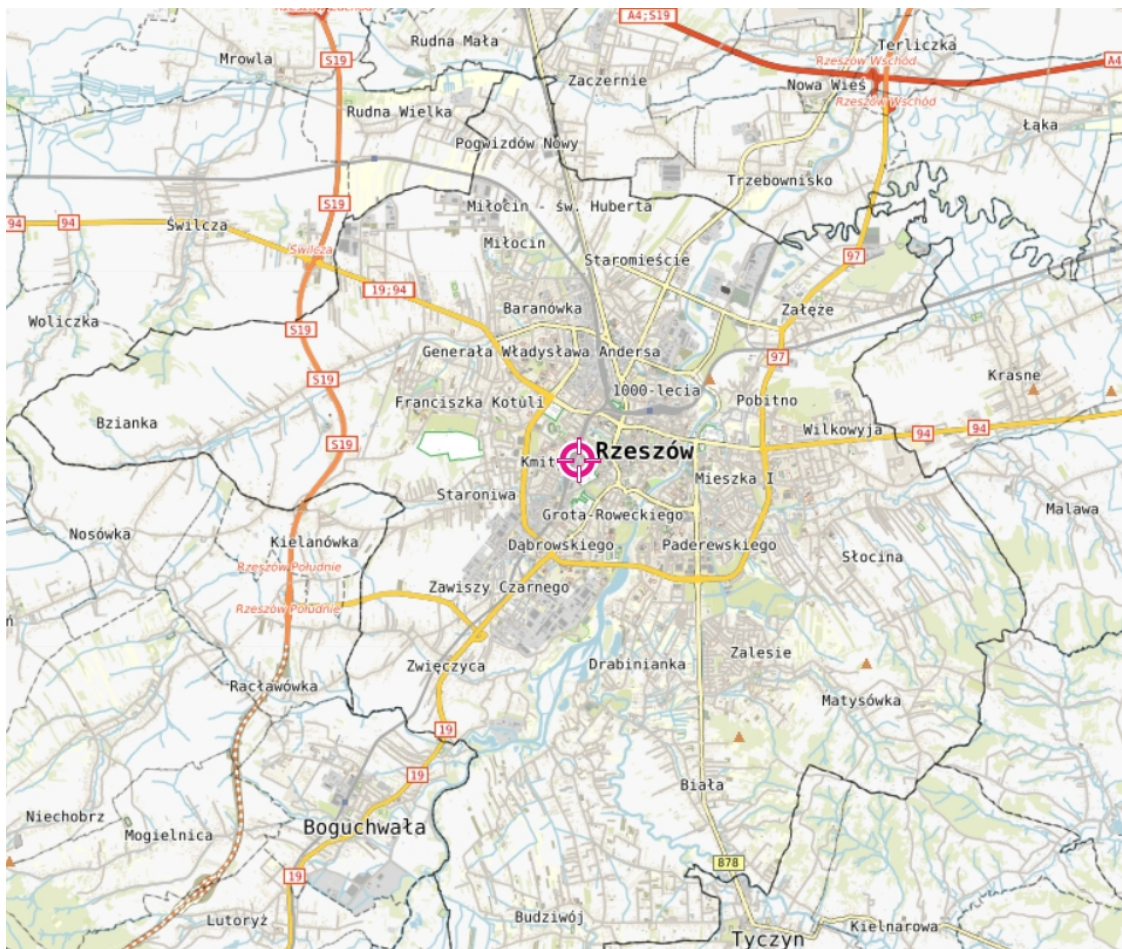 Rzeszów Zachód
A4;S19
Rudna Mała
Terliczka
Mrowla
S19
Rzeszów Wschód
A4
Zaczernie
Nowa Wieś
Rzeszów Wschód
Rudna Wielka
Łąka
Pogwizdów Nowy
Trzebownisko
S19
Miłocin - św. Huberta
94
94
Świlcza
Miłocin
Świlcza
97
Staromieście
19;94
Baranówka
Załęże
Woliczka
S19
Generała Władysława Andersa
97
S19
1000-lecia
Krasne
Franciszka Kotuli
Pobitno
94
Bzianka
Wilkowyja
94
S19
Rzeszów
Kmit
Mieszka I
Staroniwa
Malawa
Grota-Roweckiego
Nosówka
Kielanówka
Dąbrowskiego
Paderewskiego
Słocina
Rzeszów Południe
Zawiszy Czarnego
Rzeszów Południe
ń
Zwięczyca
Drabinianka
Zalesie
Racławówka
Matysówka
19
19
Biała
Niechobrz
Mogielnica
Boguchwała
878
19
Lutoryż
Budziwój
Kielnarowa
Tyczyn